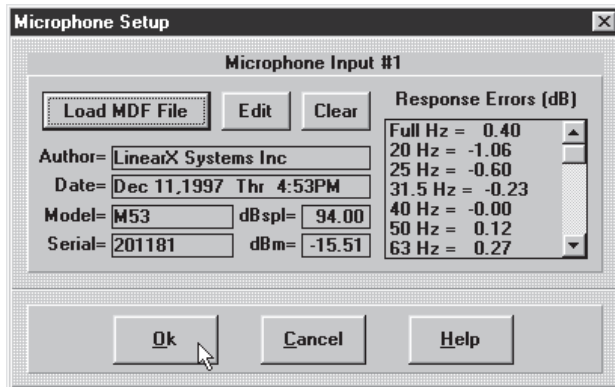 Microphone Setup
Microphone Input #1
Load MDF File Edit Clear
Author= LinearX Systems Inc
Date= Dec 11,1997 Thr 4:53PM
Model= M53 dBspl= 94.00
Serial= 201181 dBm= -15.51
Response Errors (dB)
Full Hz = 0.40
20 Hz = -1.06
25 Hz = -0.60
31.5 Hz = -0.23
40 Hz = -0.00
50 Hz = 0.12
63 Hz = 0.27
Ok Cancel Help